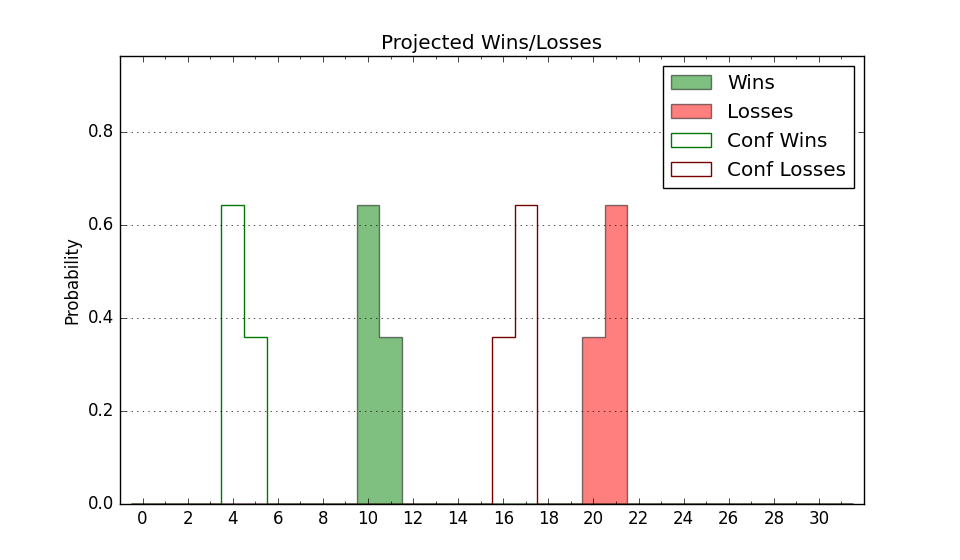 Projected Wins/Losses
Wins
Losses
Conf Wins
Conf Losses
Probability
0.8
0.6
0.4
0.2
0.0
0 2 4 6 8 10 12 14 16 18 20 22 24 26 28 30